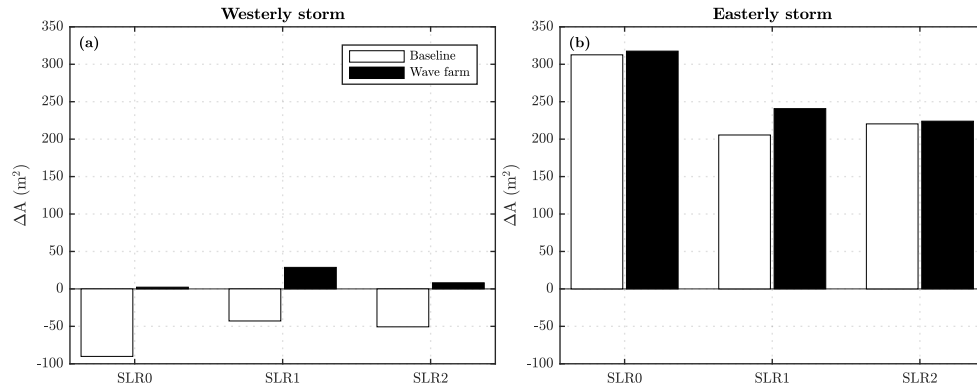 Westerly storm
(a)
Baseline
Wave farm
350
300
250
200
150
100
50
0
-50
-100
ΔA (m²)
SLR0 SLR1 SLR2
Easterly storm
(b)
350
300
250
200
150
100
50
0
-50
-100
ΔA (m²)
SLR0 SLR1 SLR2